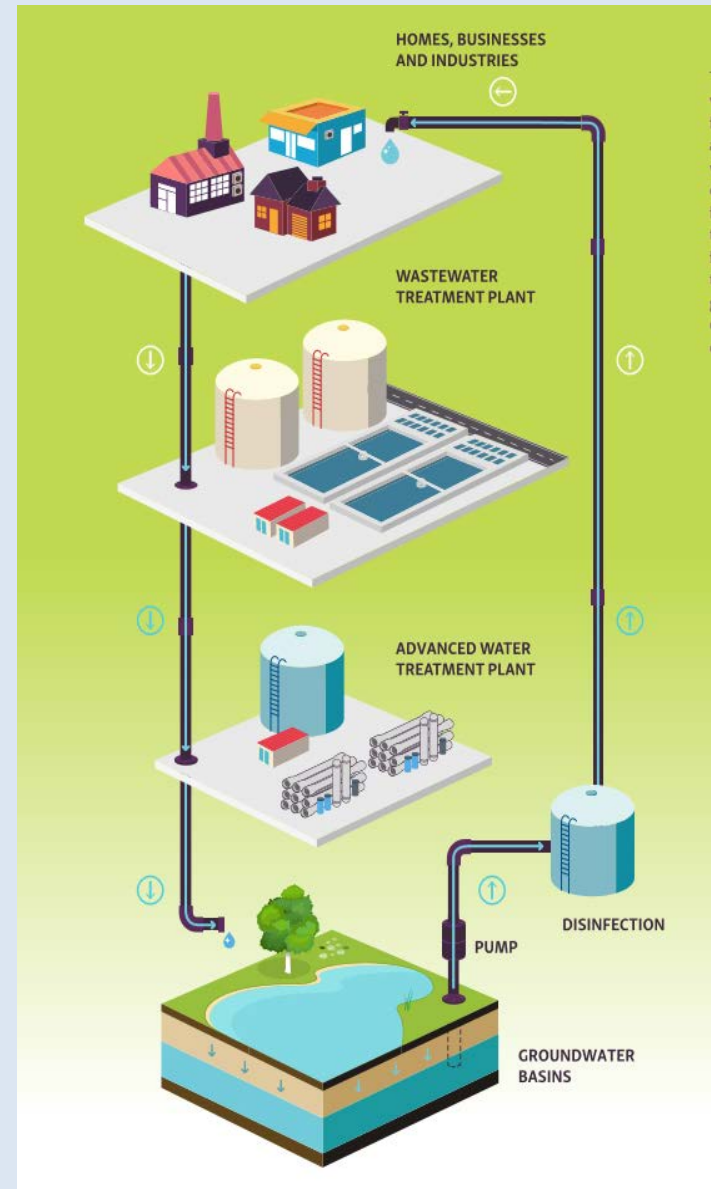 HOMES, BUSINESSES
AND INDUSTRIES
WASTEWATER
TREATMENT PLANT
ADVANCED WATER
TREATMENT PLANT
DISINFECTION
PUMP
GROUNDWATER
BASINS